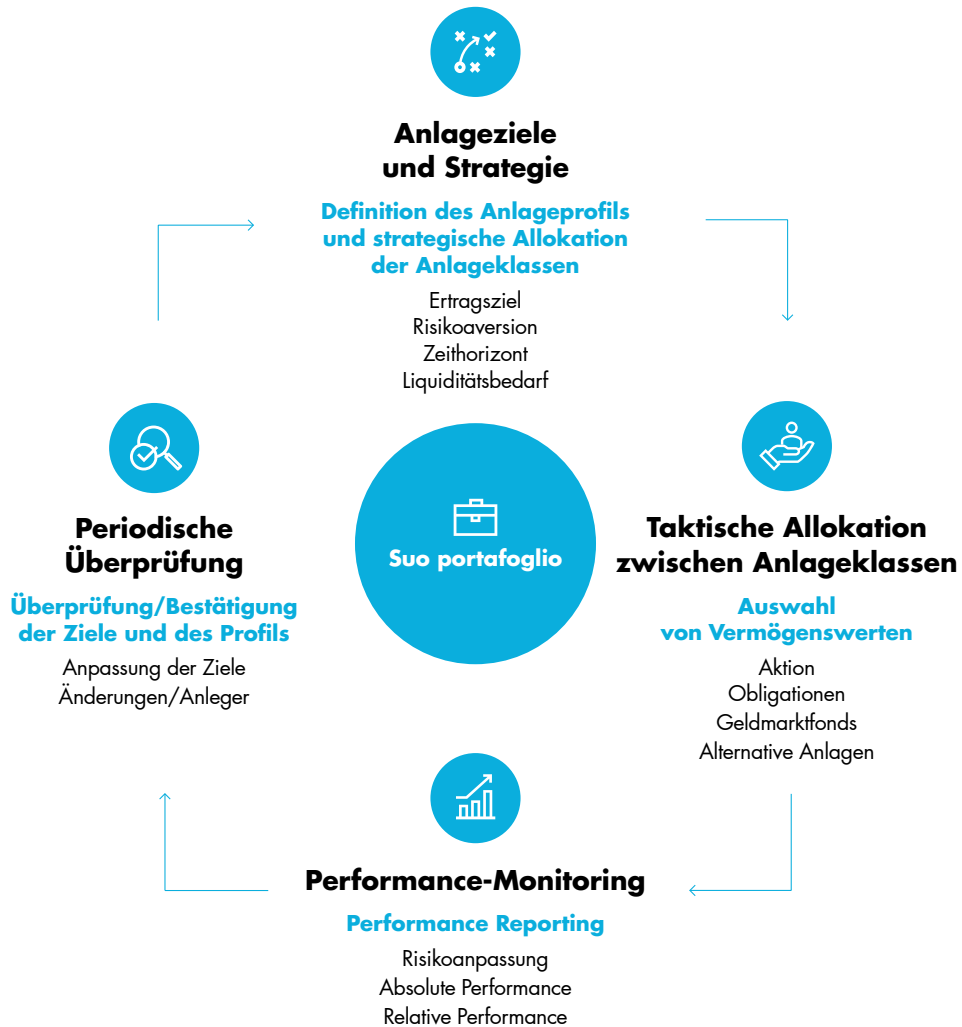 Anlageziele
und Strategie
Definition des Anlageprofils
und strategische Allokation
der Anlageklassen
Ertragsziel
Risikoaversion
Zeithorizont
Liquiditätsbedarf
Suo portafoglio
Taktische Allokation
zwischen Anlageklassen
Auswahl
von Vermögenswerten
Aktion
Obligationen
Geldmarktfonds
Alternative Anlagen
Performance-Monitoring
Performance Reporting
Risikoanpassung
Absolute Performance
Relative Performance
Periodische
Überprüfung
Überprüfung/Bestätigung
der Ziele und des Profils
Anpassung der Ziele
Änderungen/Anleger